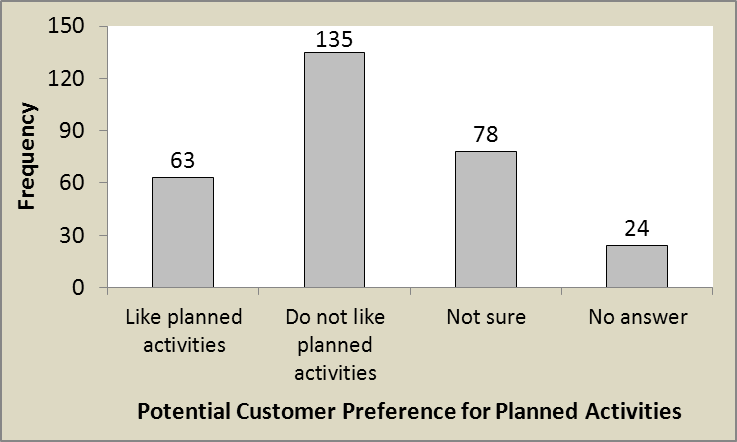 150
135
120
Frequency
90
78
63
60
30
24
0
Like planned
activities
Do not like
planned
activities
Not sure
No answer
Potential Customer Preference for Planned Activities